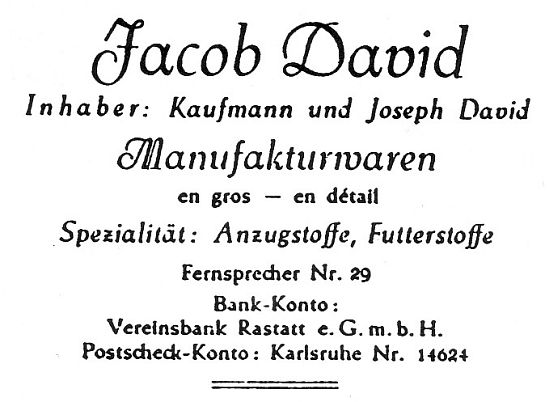 Jacob David
Inhaber: Kaufmann und Joseph David
Manufakturwaren
en gros — en détail
Spezialität: Anzugstoffe, Futterstoffe
Fernsprecher Nr. 29
Bank-Konto:
Vereinsbank Rastatt e. G. m. b. H.
Postscheck-Konto: Karlsruhe Nr. 14624